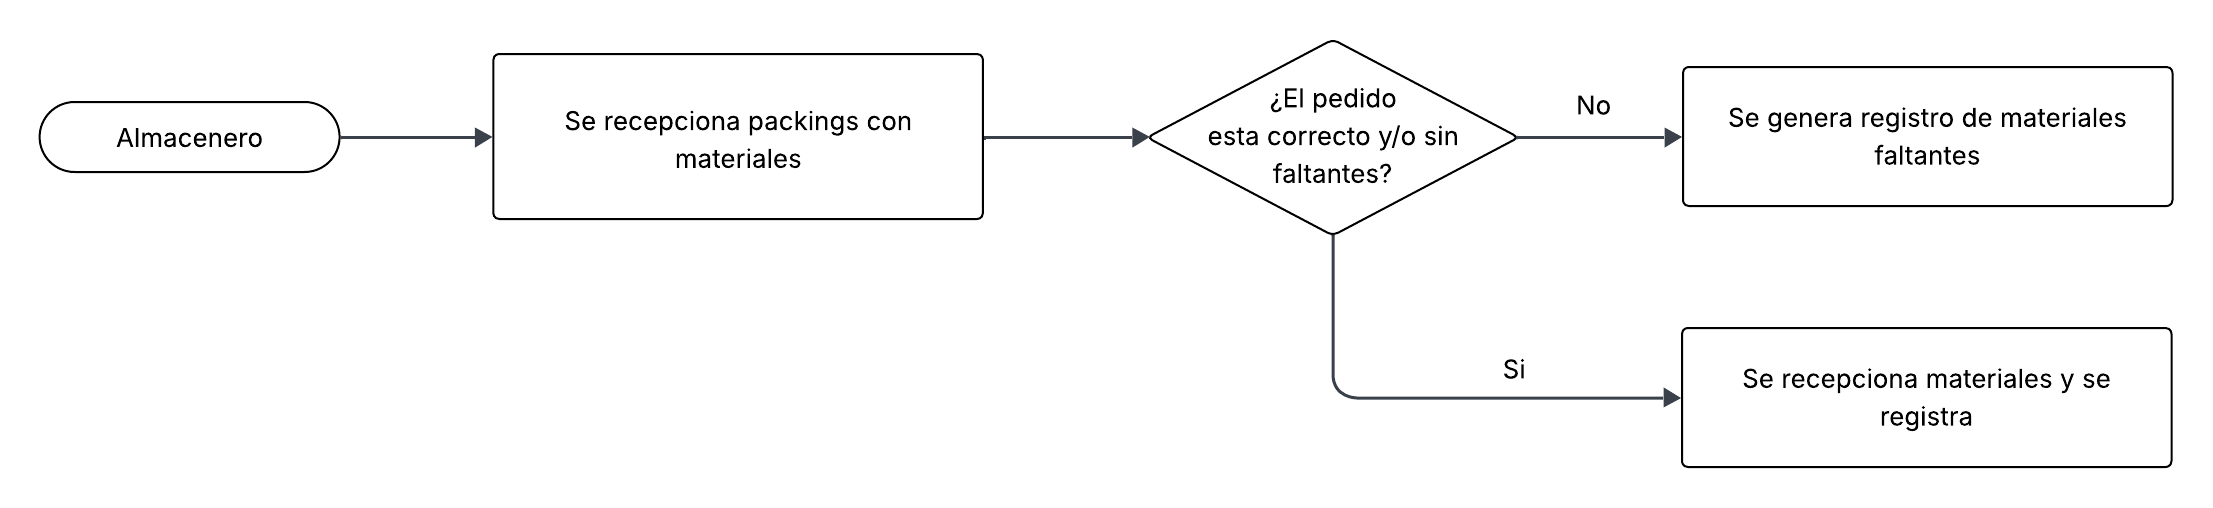 Almacenero
Se recepciona packings con
materiales
¿El pedido
esta correcto y/o sin
faltantes?
No
Se genera registro de materiales
faltantes
Si
Se recepciona materiales y se
registra